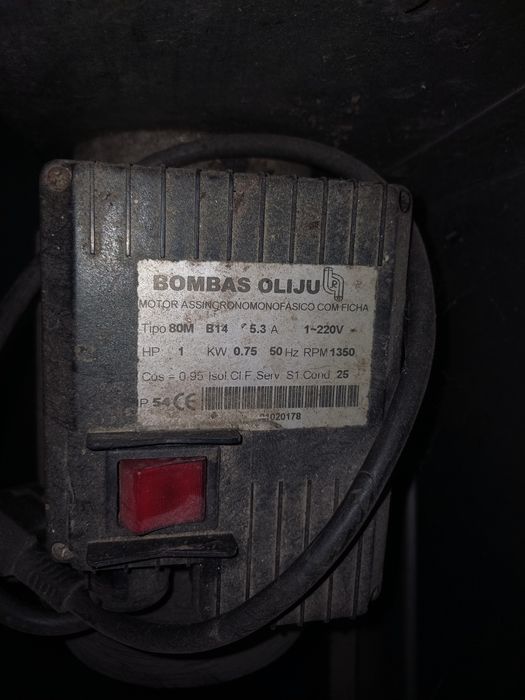 BOMBAS OLIJU
MOTOR ASSINCRONOMONOFÁSICO COM FICHA
Tipo 80M B14 5.3 A 1~220V
HP 1 KW 0.75 50 Hz RPM 1350
Cos = 0.95 Isol.Cl.F.Serv S1.Cond 25
P 54 CE
1020178